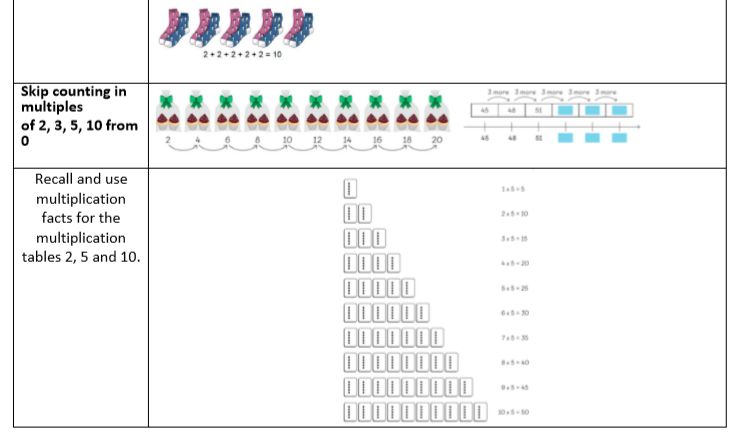 2 + 2 + 2 + 2 + 2 = 10
Skip counting in
multiples
of 2, 3, 5, 10 from
0
2 4 6 8 10 12 14 16 18 20
3 more 3 more 3 more 3 more 3 more
45 48 51
45 48 51
Recall and use
multiplication
facts for the
multiplication
tables 2, 5 and 10.
1 x 5 = 5
2 x 5 = 10
3 x 5 = 15
4 x 5 = 20
5 x 5 = 25
6 x 5 = 30
7 x 5 = 35
8 x 5 = 40
9 x 5 = 45
10 x 5 = 50